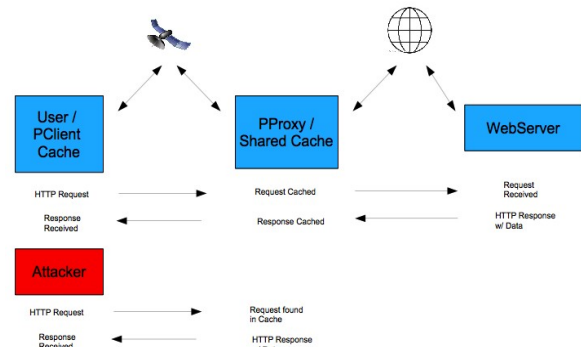 User /
PClient
Cache
PProxy /
Shared Cache
WebServer
HTTP Request
Request Cached
Request
Received
Response
Received
Response Cached
HTTP Response
w/ Data
Attacker
HTTP Request
Request found
in Cache
Response
Received
HTTP Response